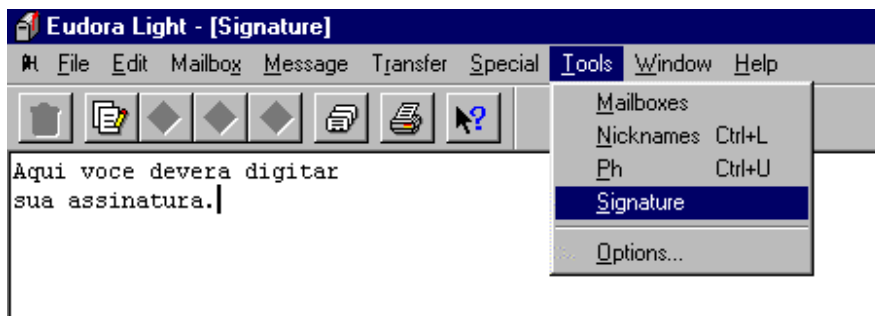 Eudora Light - [Signature]
File Edit Mailbox Message Transfer Special Tools Window Help
Mailboxes
Nicknames Ctrl+L
Ph Ctrl+U
Signature
Options...
Aqui voce devera digitar
sua assinatura.